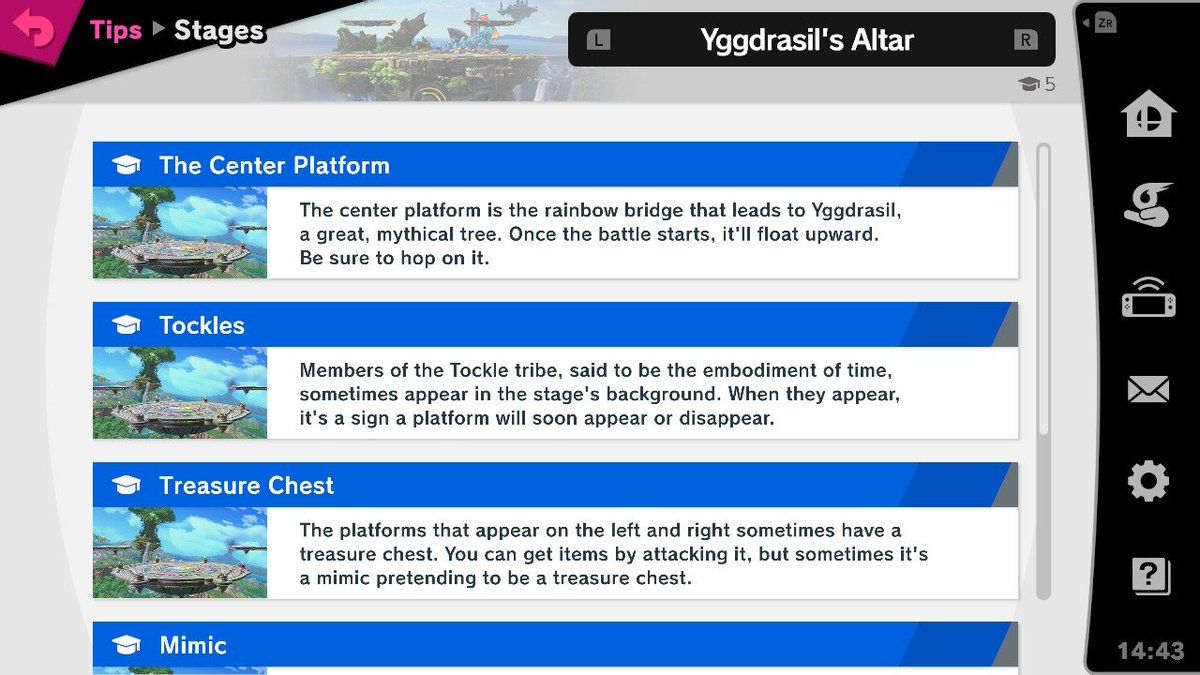 Tips ▶ Stages
L Yggdrasil's Altar R
ZR
5
The Center Platform
The center platform is the rainbow bridge that leads to Yggdrasil,
a great, mythical tree. Once the battle starts, it'll float upward.
Be sure to hop on it.
Tockles
Members of the Tockle tribe, said to be the embodiment of time,
sometimes appear in the stage's background. When they appear,
it's a sign a platform will soon appear or disappear.
Treasure Chest
The platforms that appear on the left and right sometimes have a
treasure chest. You can get items by attacking it, but sometimes it's
a mimic pretending to be a treasure chest.
Mimic
?
14:43